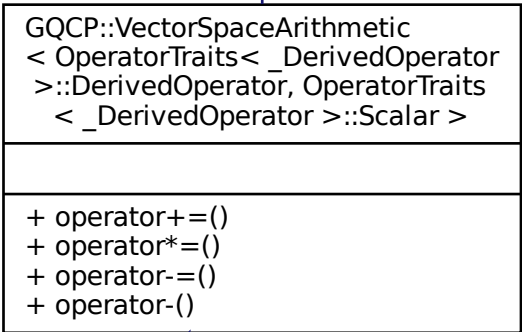 GQCP::VectorSpaceArithmetic
< OperatorTraits< _DerivedOperator
>::DerivedOperator, OperatorTraits
< _DerivedOperator >::Scalar >
+ operator+=()
+ operator*=()
+ operator-=()
+ operator-()